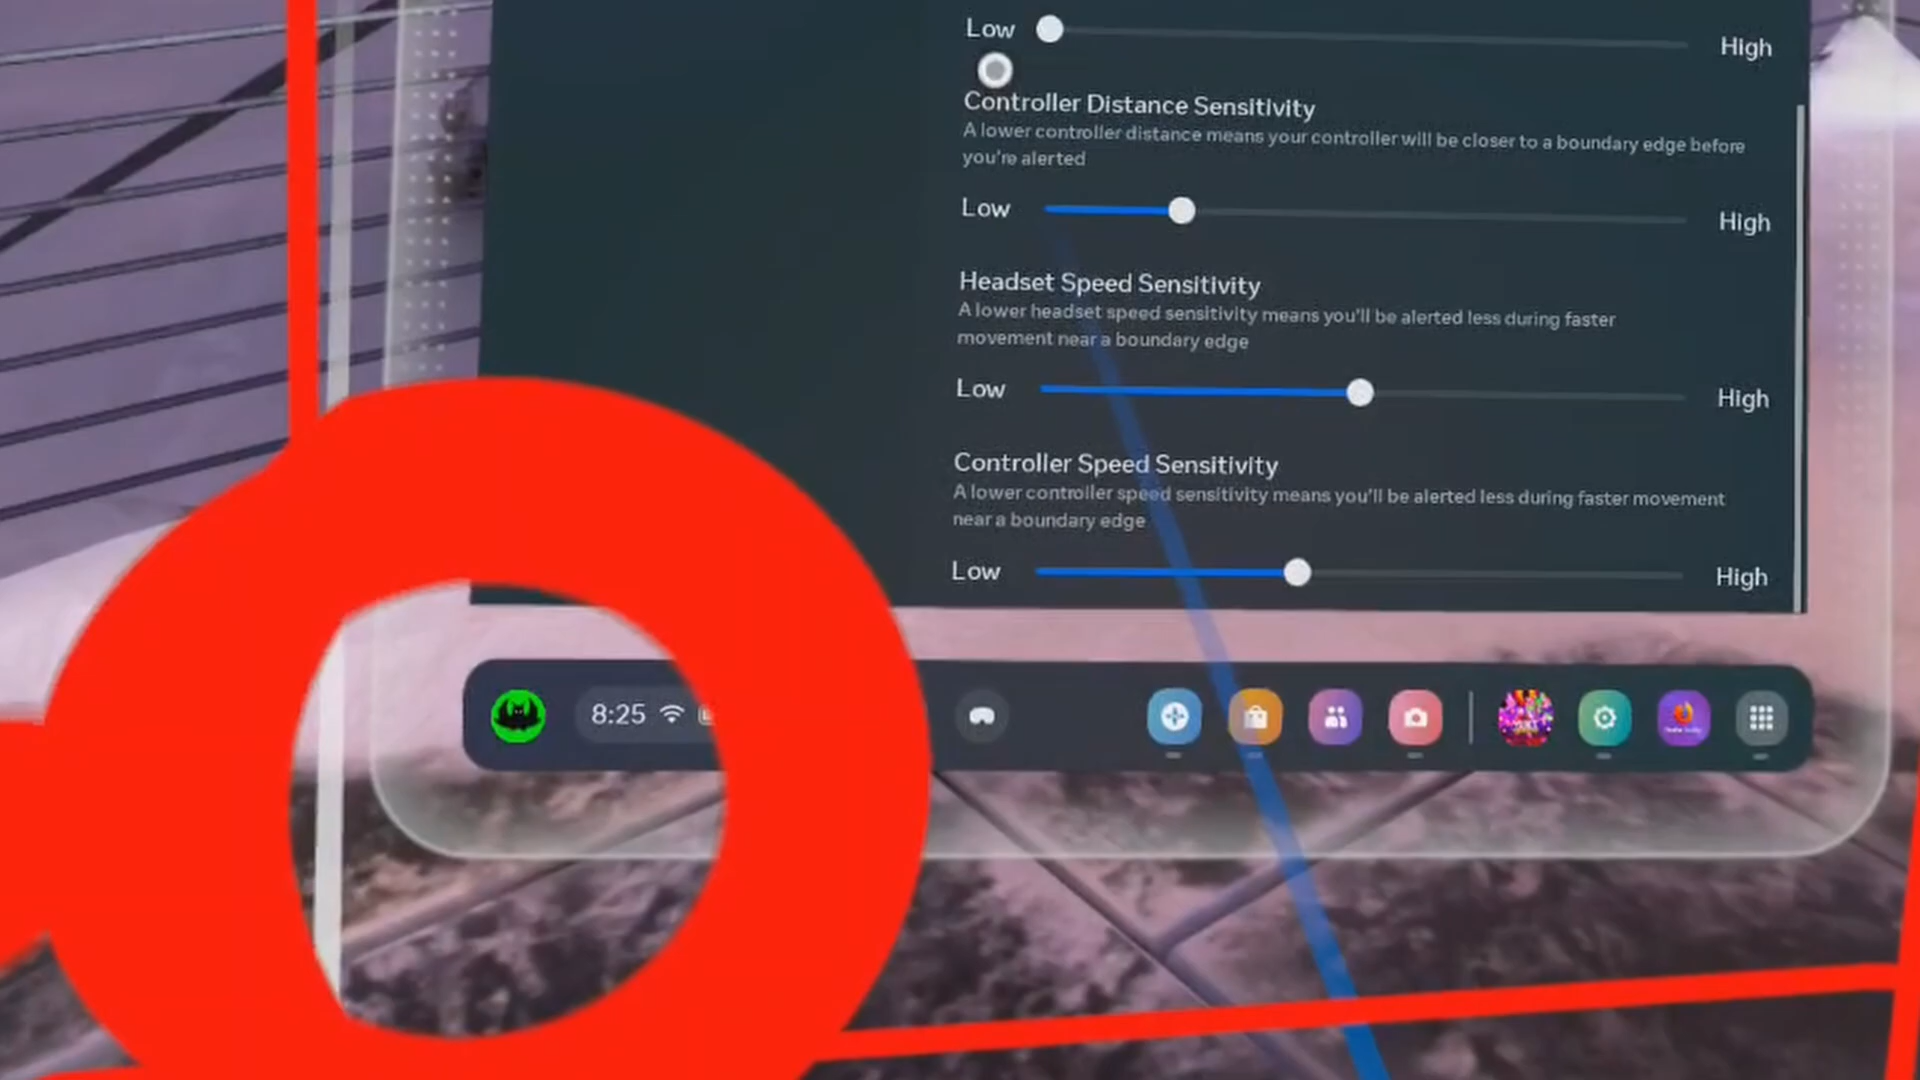 Low High
Controller Distance Sensitivity
A lower controller distance means your controller will be closer to a boundary edge before
you're alerted
Low High
Headset Speed Sensitivity
A lower headset speed sensitivity means you'll be alerted less during faster
movement near a boundary edge
Low High
Controller Speed Sensitivity
A lower controller speed sensitivity means you'll be alerted less during faster movement
near a boundary edge
Low High
8:25